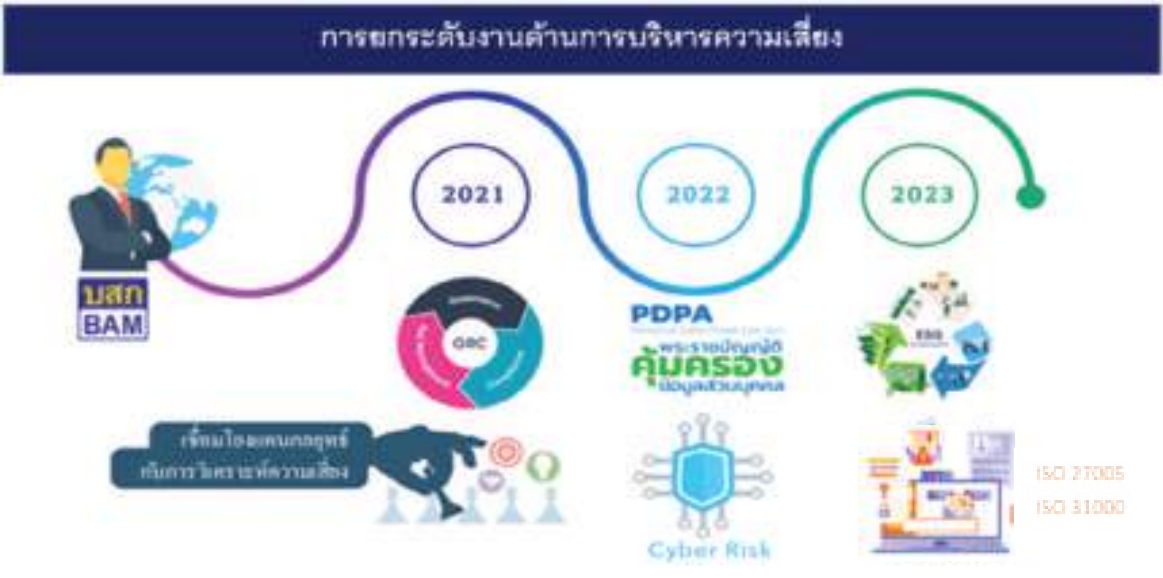 การยกระดับงานด้านการบริหารความเสี่ยง
2021
2022
2023
บสก
BAM
GRC
PDPA
พระราชบัญญัติ
คุ้มครอง
ข้อมูลส่วนบุคคล
ESG
เชื่อมโยงแผนกลยุทธ์
กับการวิเคราะห์ความเสี่ยง
Cyber Risk
ISO 27005
ISO 31000